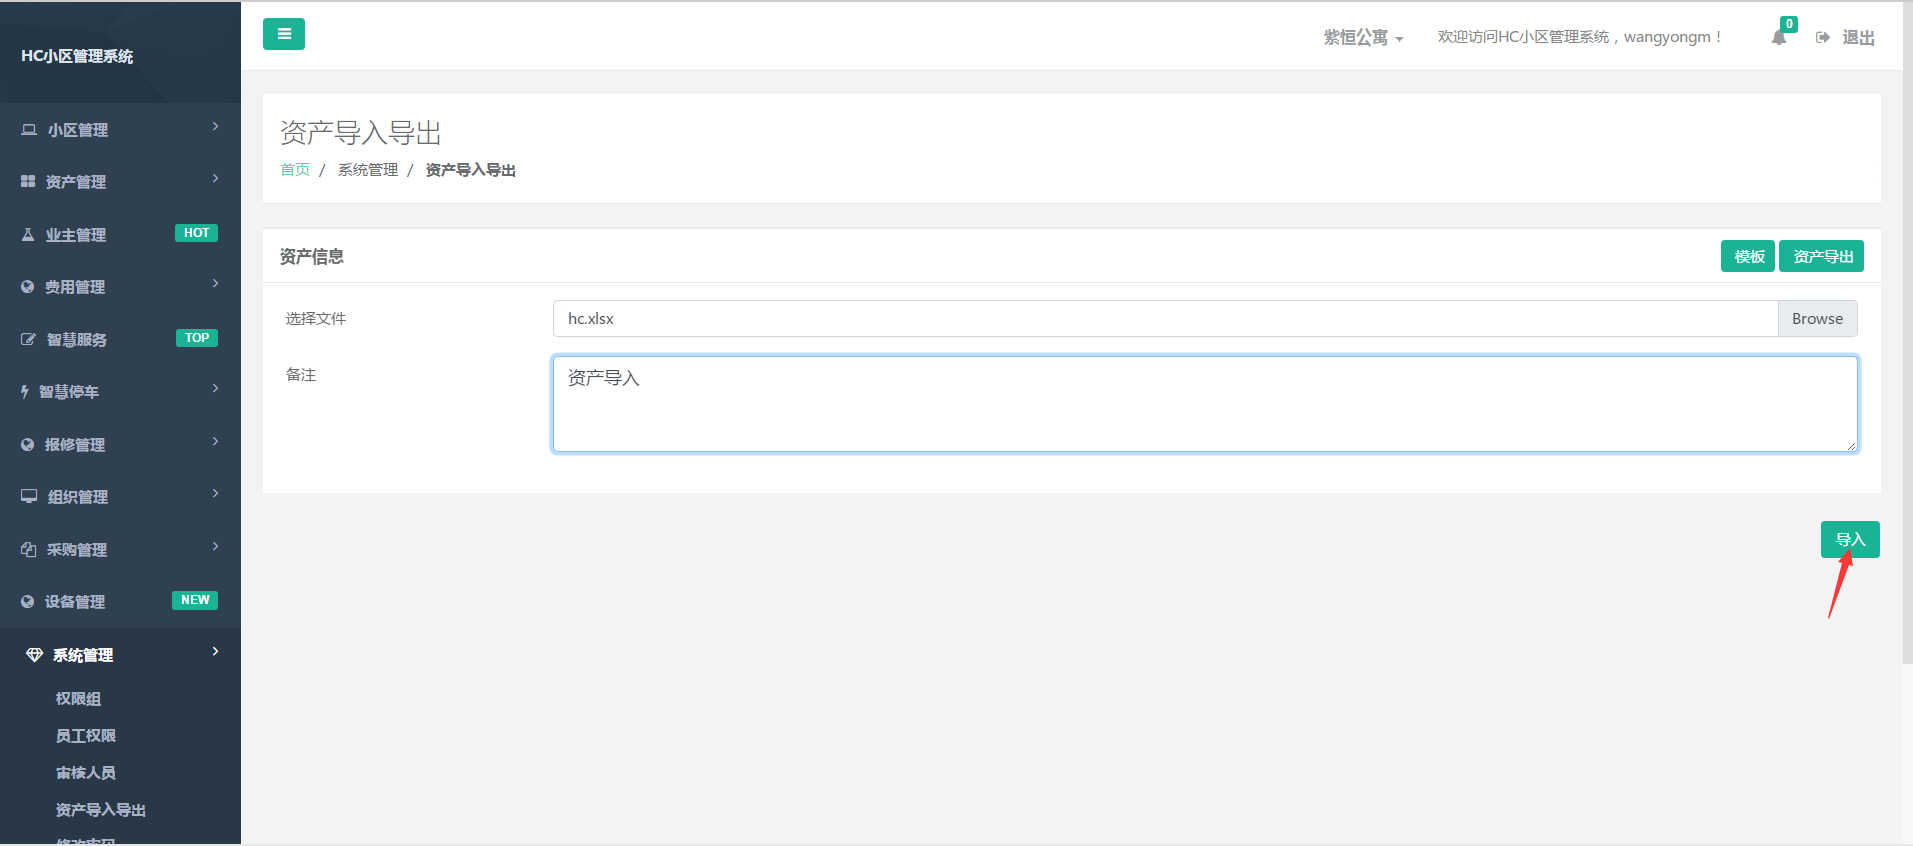 HC小区管理系统
紫恒公寓
欢迎访问HC小区管理系统，wangyongm！
0
退出
小区管理
资产管理
业主管理 HOT
费用管理
智慧服务 TOP
智慧停车
报修管理
组织管理
采购管理
设备管理 NEW
系统管理
权限组
员工权限
审核人员
资产导入导出
修改密码
资产导入导出
首页 / 系统管理 / 资产导入导出
资产信息
模板
资产导出
选择文件
hc.xlsx
Browse
备注
资产导入
导入